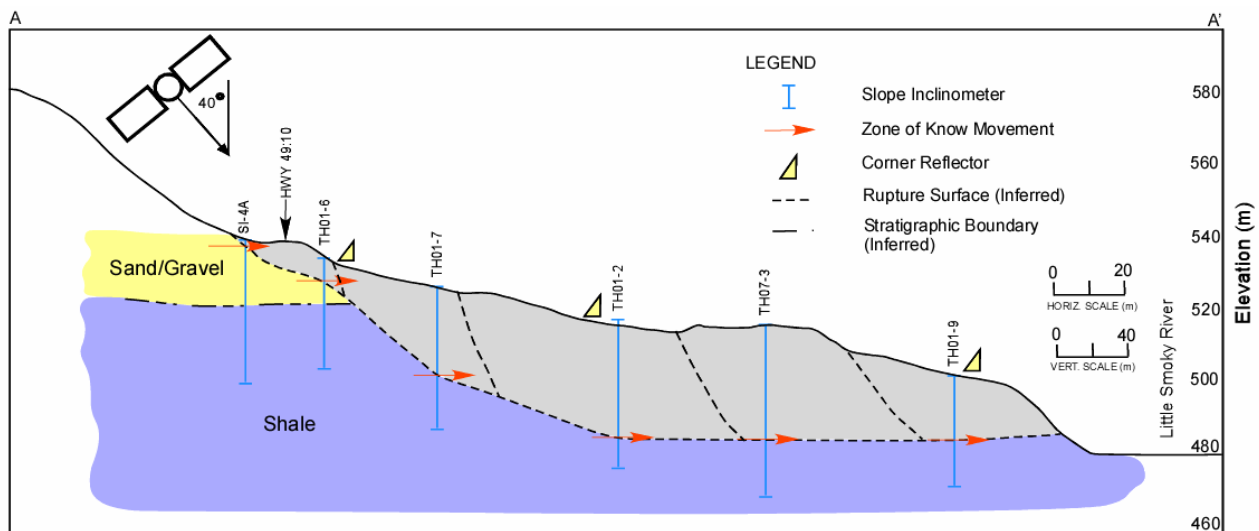 A
A'
40°
LEGEND
Slope Inclinometer
Zone of Know Movement
Corner Reflector
Rupture Surface (Inferred)
Stratigraphic Boundary
(Inferred)
HWY 49:10
SI-4A
TH01-6
TH01-7
TH01-2
TH07-3
TH01-9
Sand/Gravel
Shale
0 20
HORIZ. SCALE (m)
0 40
VERT. SCALE (m)
Little Smoky River
Elevation (m)
580
560
540
520
500
480
460